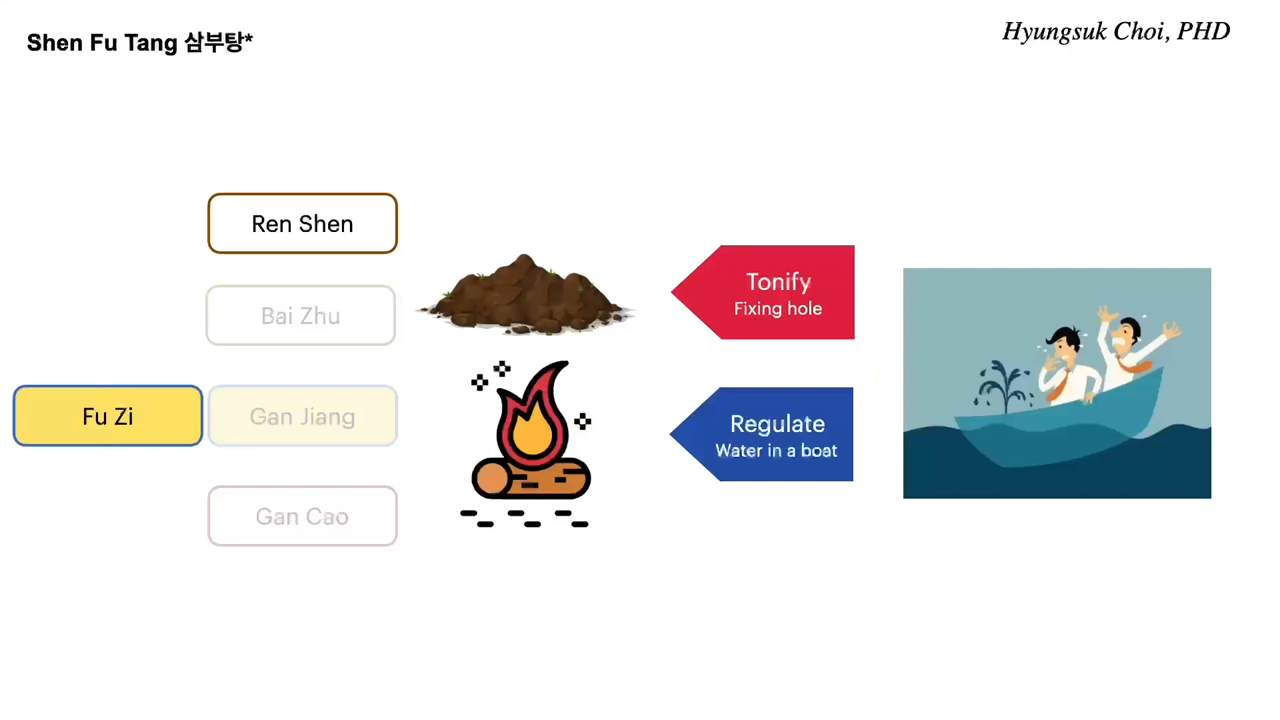 Shen Fu Tang 삼부탕*
Hyungsuk Choi, PHD
Ren Shen
Bai Zhu
Fu Zi
Gan Jiang
Gan Cao
Tonify
Fixing hole
Regulate
Water in a boat